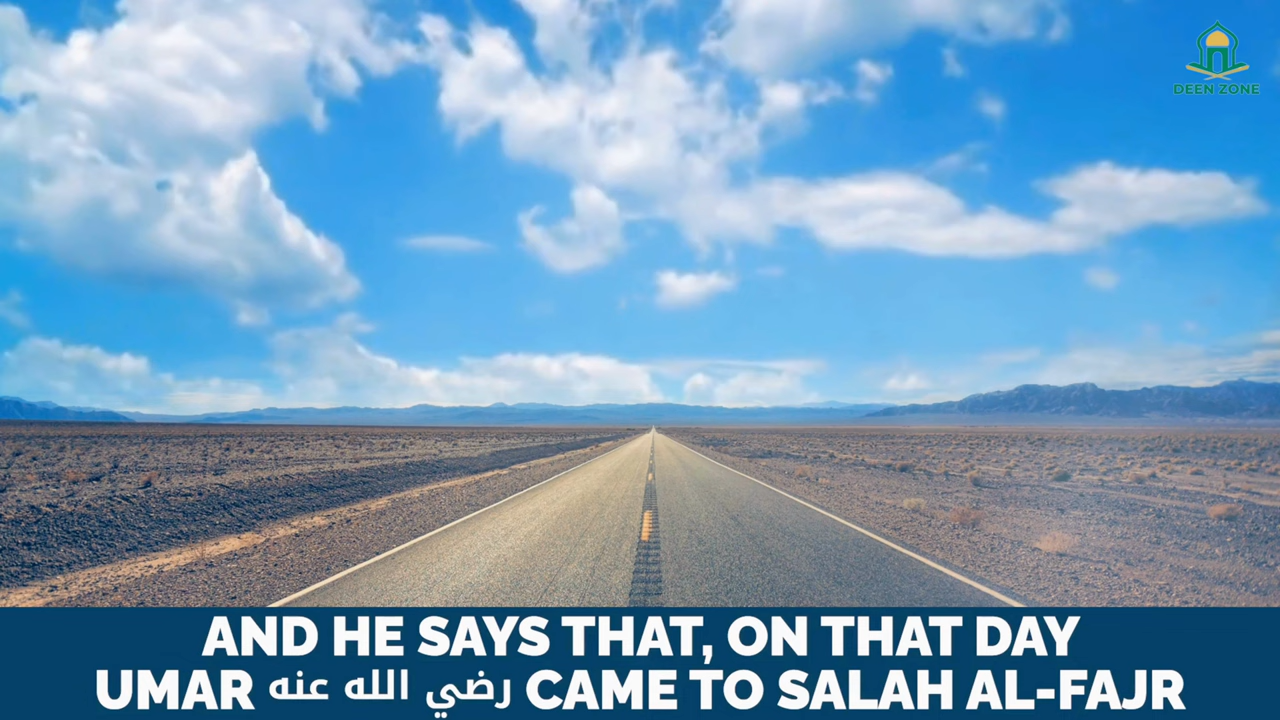 DEEN ZONE
AND HE SAYS THAT, ON THAT DAY
UMAR رضي الله عنه CAME TO SALAH AL-FAJR